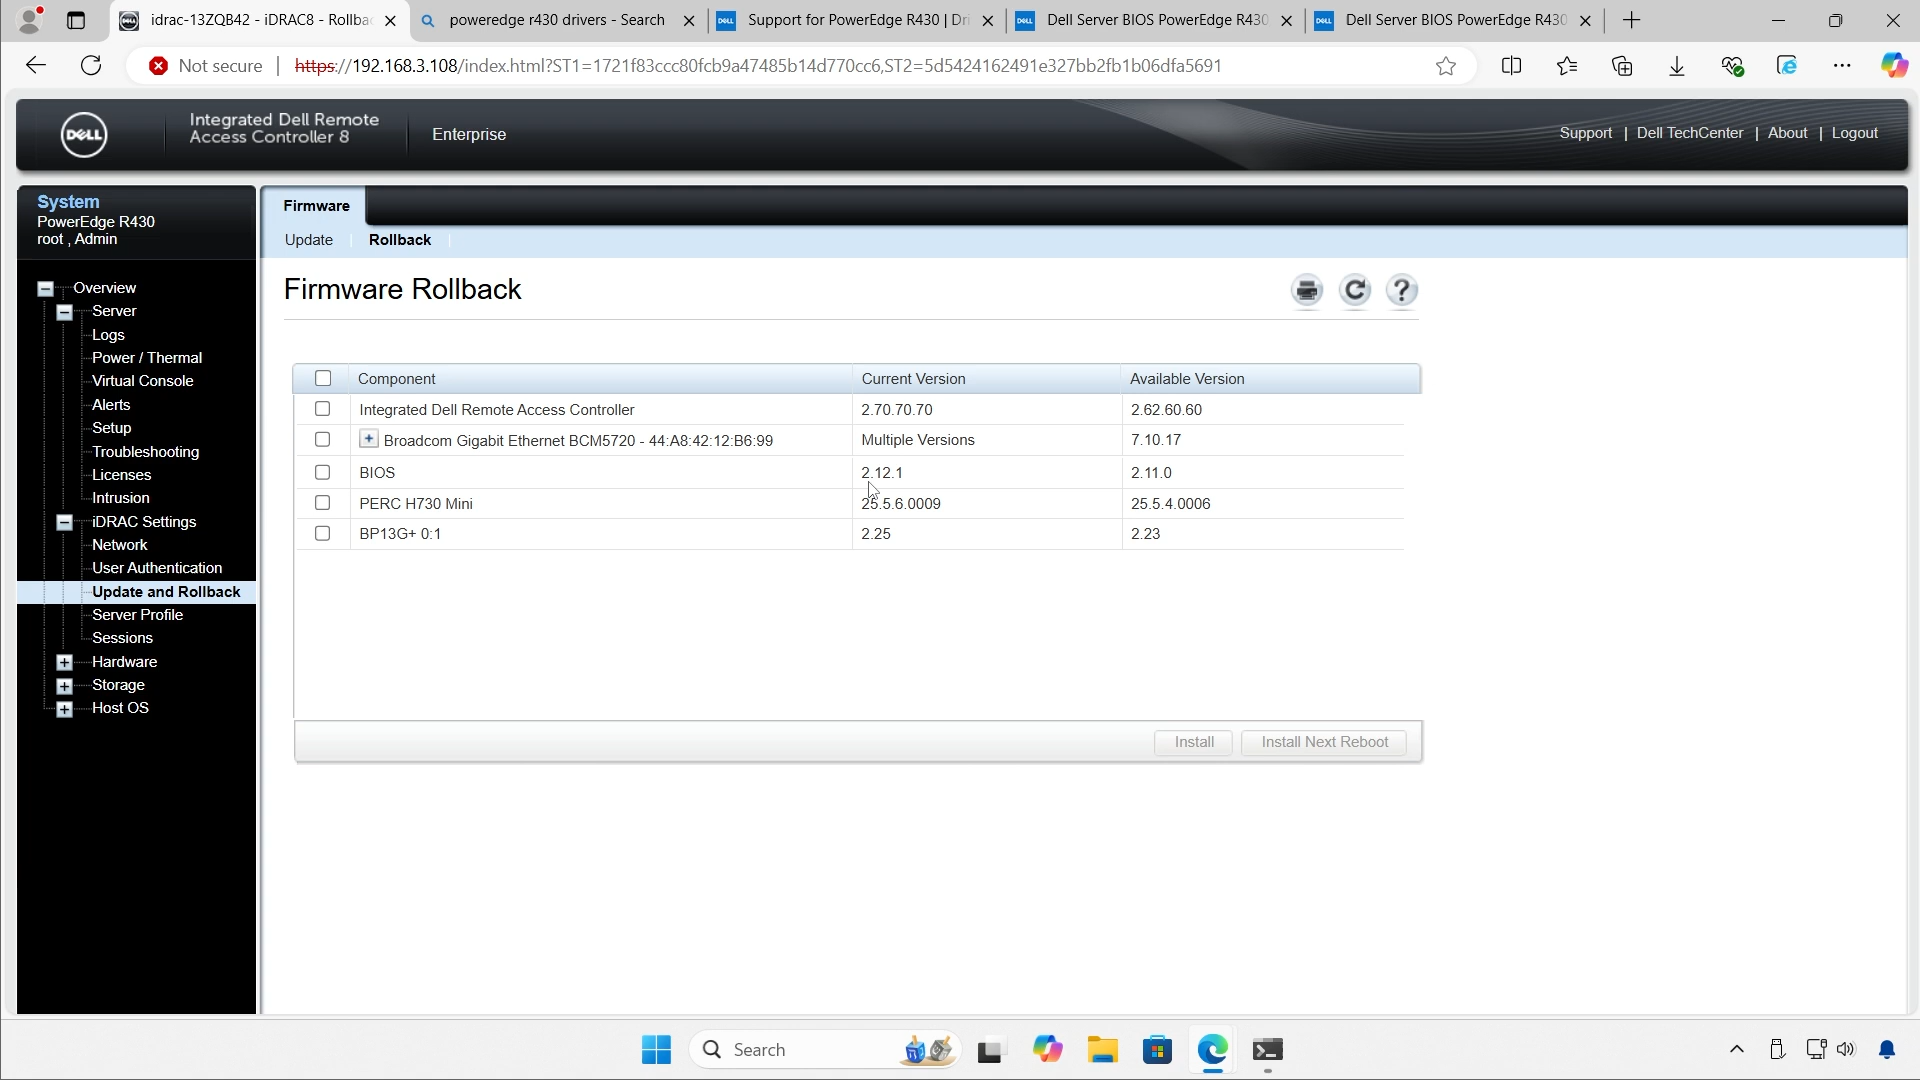 idrac-13ZQB42 - iDRAC8 - Rollba
poweredge r430 drivers - Search
Support for PowerEdge R430 | Dri
Dell Server BIOS PowerEdge R430
Dell Server BIOS PowerEdge R430
Not secure
https://192.168.3.108/index.html?ST1=1721f83ccc80fcb9a47485b14d770cc6,ST2=5d5424162491e327bb2fb1b06dfa5691
DELL
Integrated Dell Remote
Access Controller 8
Enterprise
Support | Dell TechCenter | About | Logout
System
PowerEdge R430
root , Admin
Overview
Server
Logs
Power / Thermal
Virtual Console
Alerts
Setup
Troubleshooting
Licenses
Intrusion
iDRAC Settings
Network
User Authentication
Update and Rollback
Server Profile
Sessions
Hardware
Storage
Host OS
Firmware
Update Rollback
Firmware Rollback
Component Current Version Available Version
Integrated Dell Remote Access Controller 2.70.70.70 2.62.60.60
Broadcom Gigabit Ethernet BCM5720 - 44:A8:42:12:B6:99 Multiple Versions 7.10.17
BIOS 2.12.1 2.11.0
PERC H730 Mini 25.5.6.0009 25.5.4.0006
BP13G+ 0:1 2.25 2.23
Install Install Next Reboot
Search